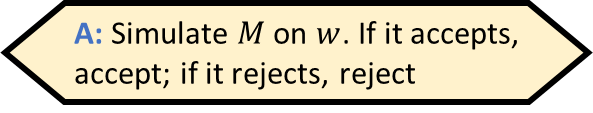 A: Simulate 𝑀 on 𝑤. If it accepts,
accept; if it rejects, reject